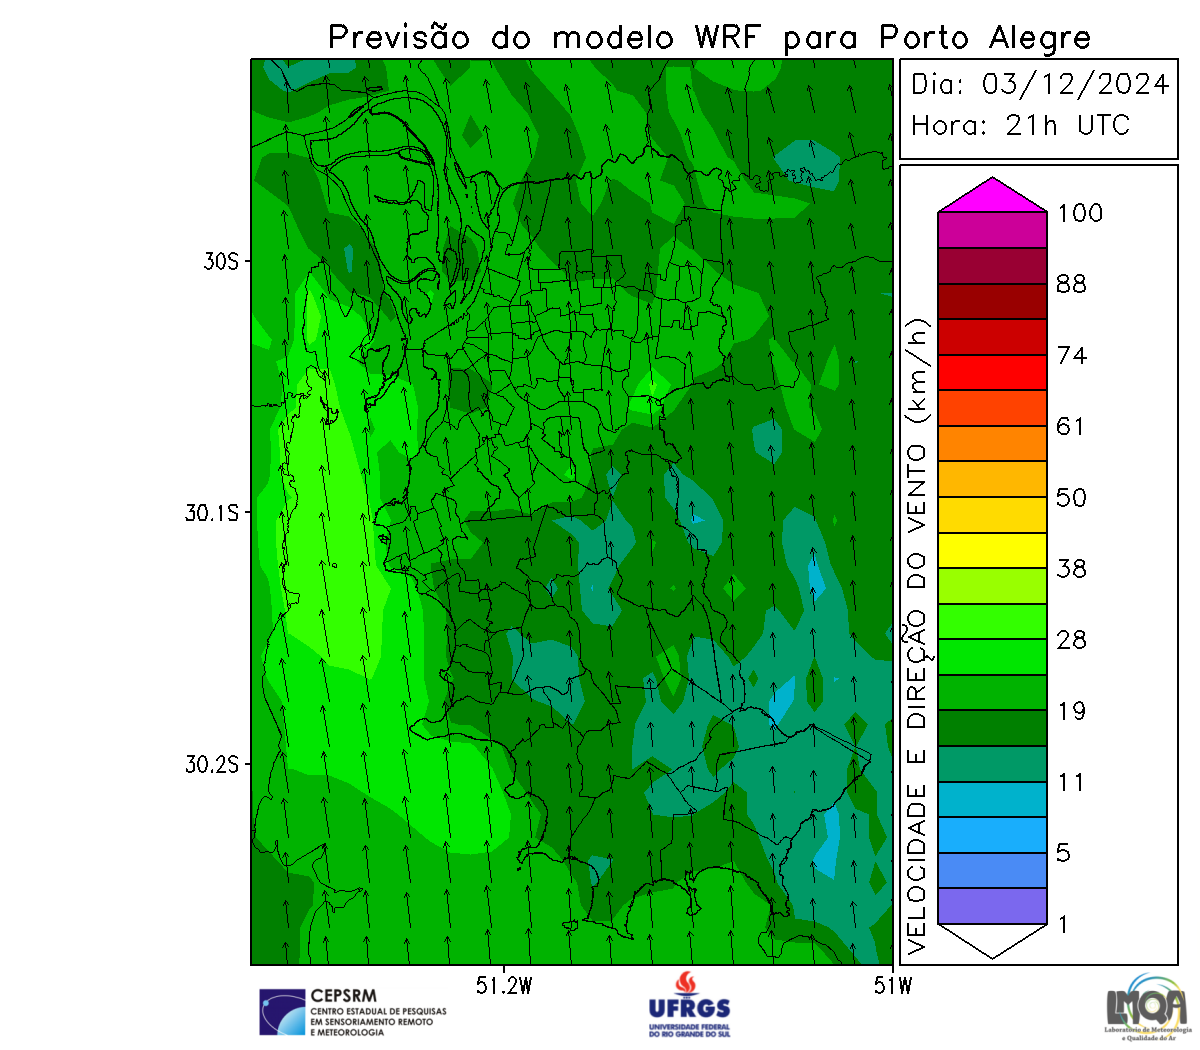 Previsão do modelo WRF para Porto Alegre
Dia: 03/12/2024
Hora: 21h UTC
30S
30.1S
30.2S
51.2W
51W
VELOCIDADE E DIREÇÃO DO VENTO (km/h)
100
88
74
61
50
38
28
19
11
5
1
CEPSRM
CENTRO ESTADUAL DE PESQUISAS
EM SENSORIAMENTO REMOTO
E METEOROLOGIA
UFRGS
UNIVERSIDADE FEDERAL
DO RIO GRANDE DO SUL
LMQA
Laboratório de Meteorologia
e Qualidade do Ar